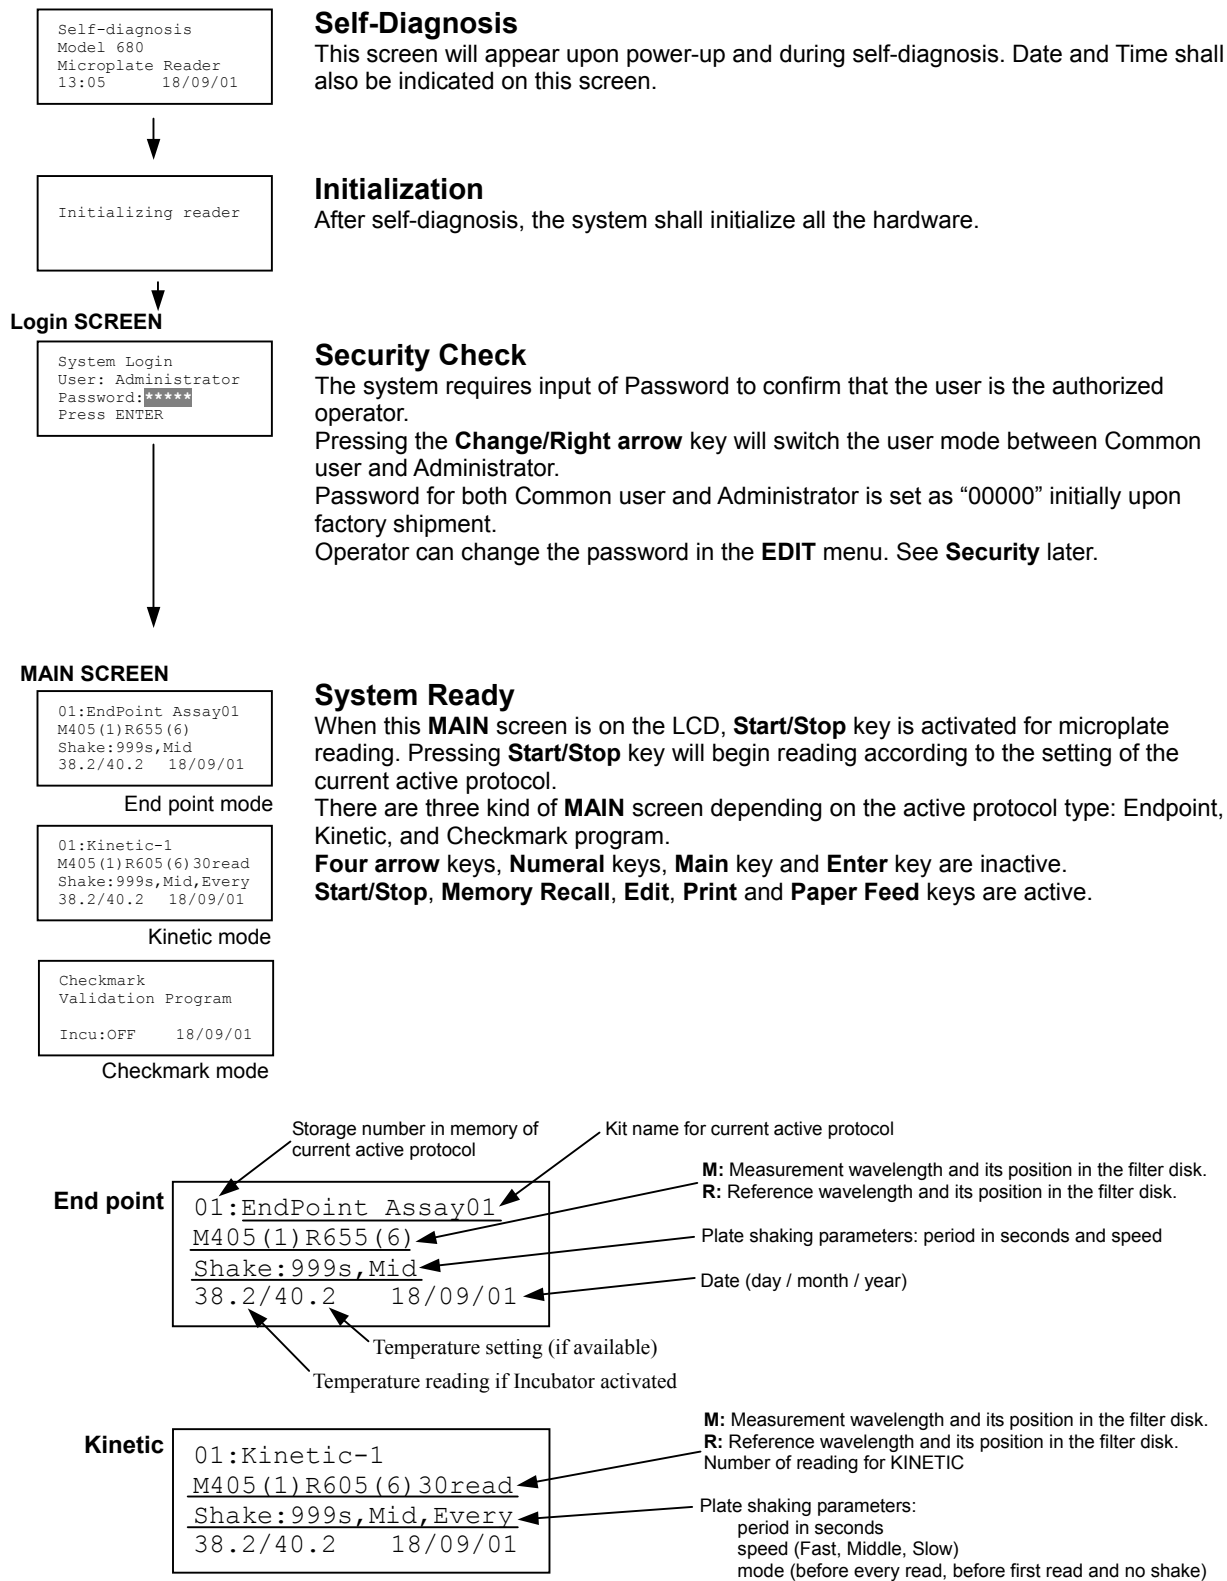 Self-diagnosis
Model 680
Microplate Reader
13:05 18/09/01
Self-Diagnosis
This screen will appear upon power-up and during self-diagnosis. Date and Time shall
also be indicated on this screen.
Initializing reader
Initialization
After self-diagnosis, the system shall initialize all the hardware.
Login SCREEN
System Login
User: Administrator
Password:*****
Press ENTER
Security Check
The system requires input of Password to confirm that the user is the authorized
operator.
Pressing the Change/Right arrow key will switch the user mode between Common
user and Administrator.
Password for both Common user and Administrator is set as “00000” initially upon
factory shipment.
Operator can change the password in the EDIT menu. See Security later.
MAIN SCREEN
01:EndPoint Assay01
M405(1)R655(6)
Shake:999s,Mid
38.2/40.2 18/09/01
End point mode
01:Kinetic-1
M405(1)R605(6)30read
Shake:999s,Mid,Every
38.2/40.2 18/09/01
Kinetic mode
Checkmark
Validation Program
Incu:OFF 18/09/01
Checkmark mode
System Ready
When this MAIN screen is on the LCD, Start/Stop key is activated for microplate
reading. Pressing Start/Stop key will begin reading according to the setting of the
current active protocol.
There are three kind of MAIN screen depending on the active protocol type: Endpoint,
Kinetic, and Checkmark program.
Four arrow keys, Numeral keys, Main key and Enter key are inactive.
Start/Stop, Memory Recall, Edit, Print and Paper Feed keys are active.
Storage number in memory of
current active protocol
Kit name for current active protocol
M: Measurement wavelength and its position in the filter disk.
R: Reference wavelength and its position in the filter disk.
End point
01:EndPoint Assay01
M405(1)R655(6)
Shake:999s,Mid
38.2/40.2 18/09/01
Plate shaking parameters: period in seconds and speed
Date (day / month / year)
Temperature setting (if available)
Temperature reading if Incubator activated
Kinetic
01:Kinetic-1
M405(1)R605(6)30read
Shake:999s,Mid,Every
38.2/40.2 18/09/01
M: Measurement wavelength and its position in the filter disk.
R: Reference wavelength and its position in the filter disk.
Number of reading for KINETIC
Plate shaking parameters:
period in seconds
speed (Fast, Middle, Slow)
mode (before every read, before first read and no shake)